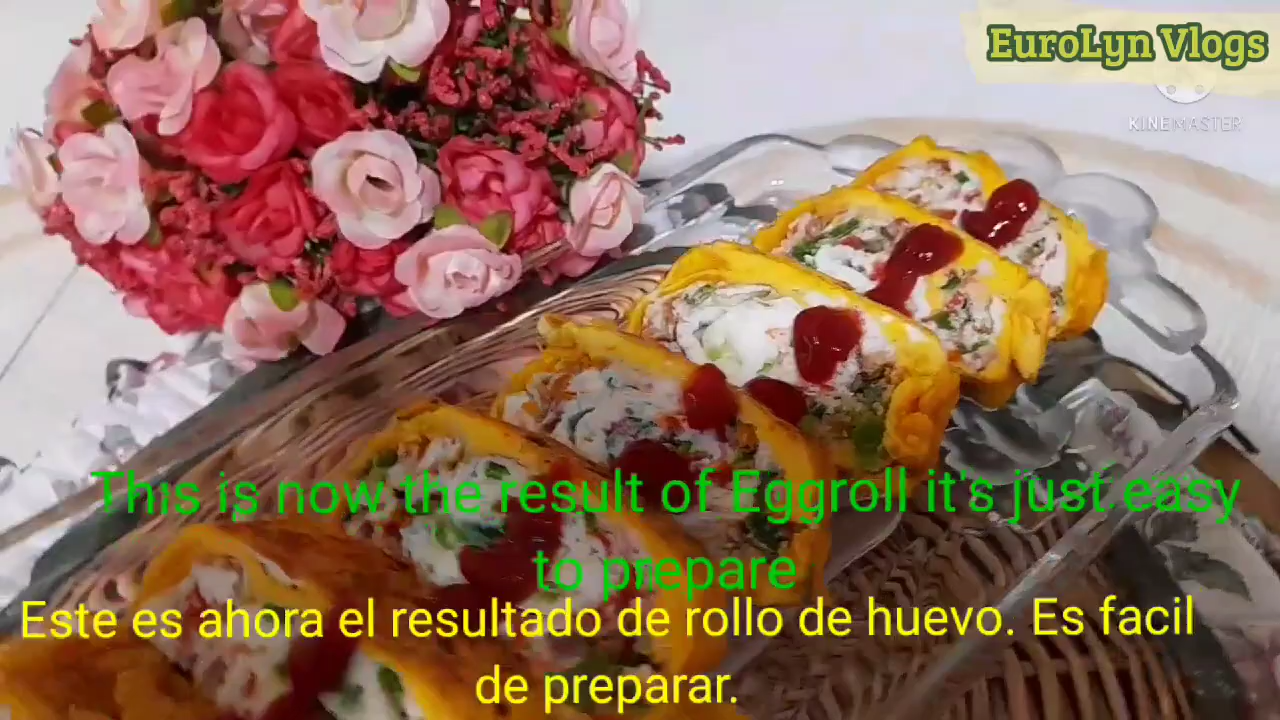 EuroLyn Vlogs
KINEMASTER
This is now the result of Eggroll it's just easy
to prepare
Este es ahora el resultado de rollo de huevo. Es facil
de preparar.